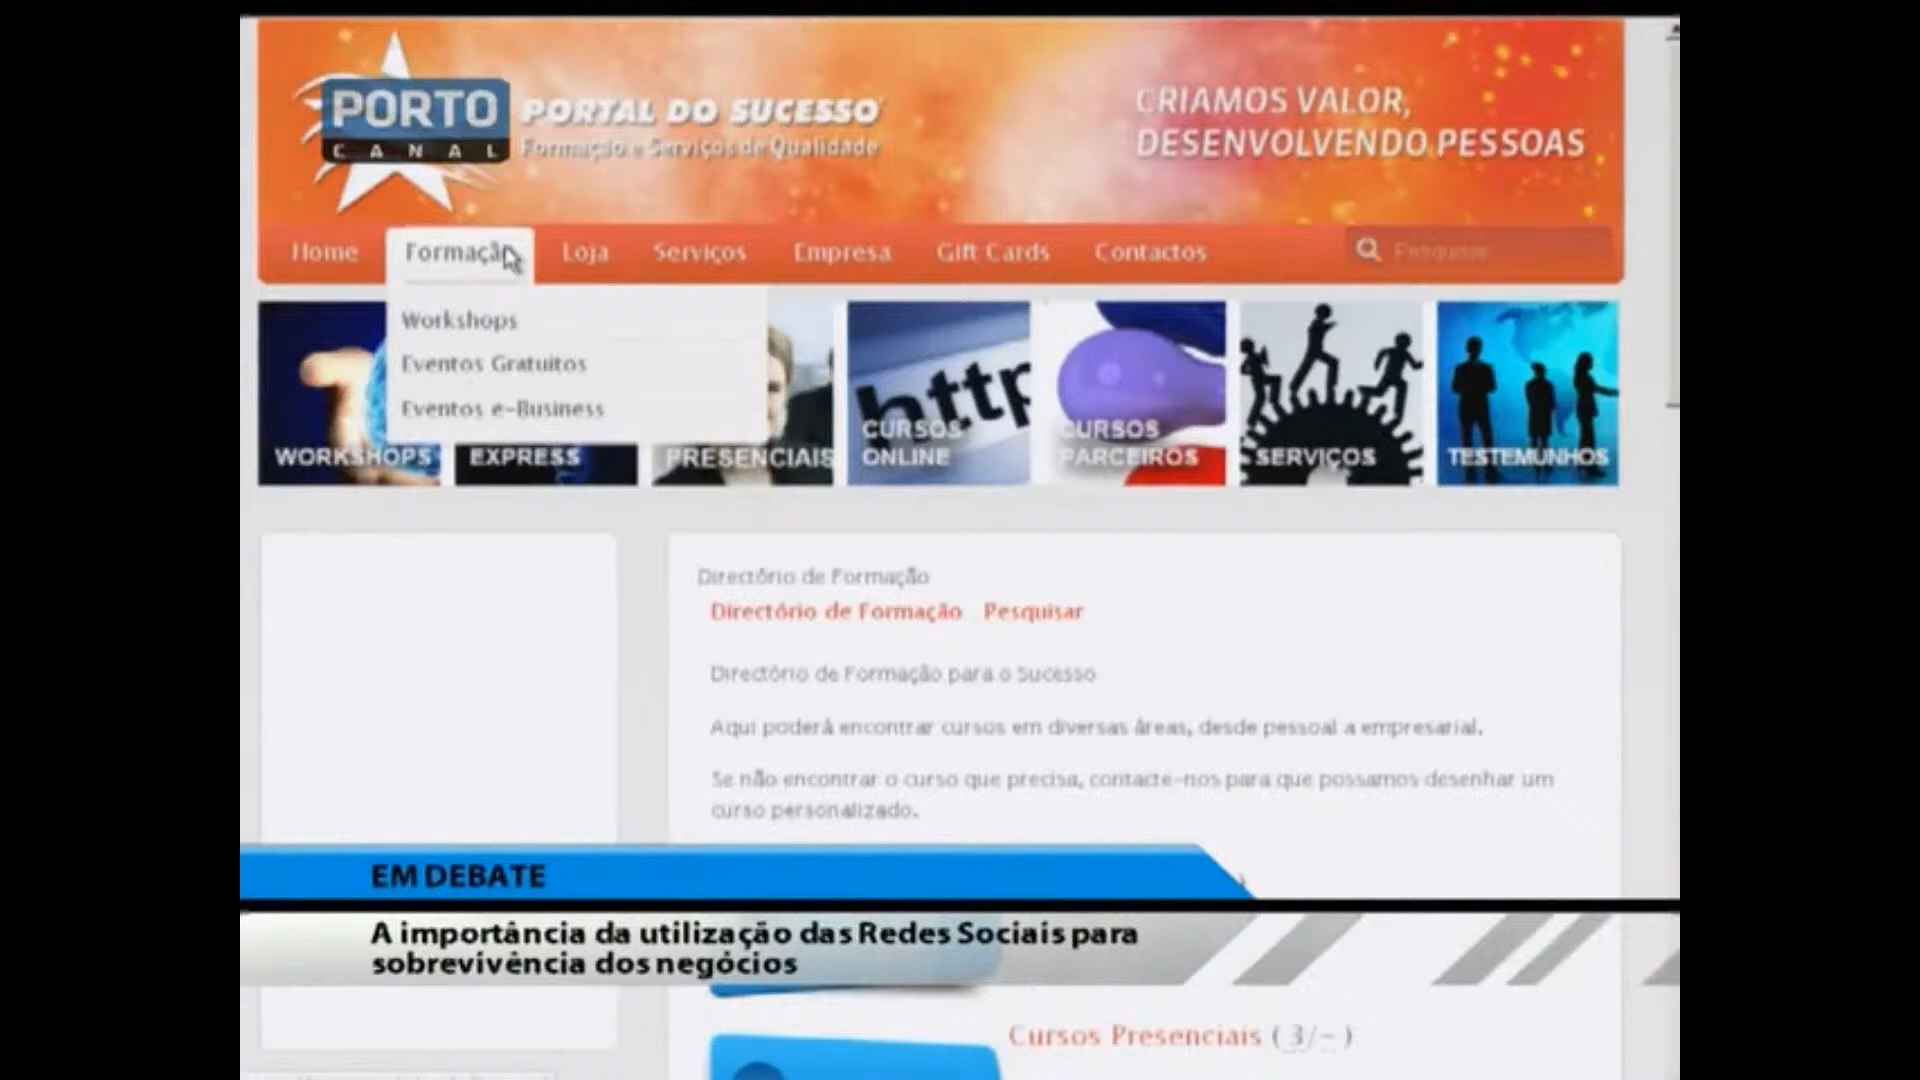 PORTO
CANAL
PORTAL DO SUCESSO
Formação e Serviços de Qualidade
CRIAMOS VALOR,
DESENVOLVENDO PESSOAS
Home Formação Loja Serviços Empresa Gift Cards Contactos Pesquisar
Workshops
Eventos Gratuitos
Eventos e-Business
WORKSHOPS
EXPRESS
PRESENCIAIS
http
CURSOS
ONLINE
CURSOS
PARCEIROS
SERVIÇOS
TESTEMUNHOS
Directório de Formação
Directório de Formação Pesquisar
Directório de Formação para o Sucesso
Aqui poderá encontrar cursos em diversas áreas, desde pessoal a empresarial.
Se não encontrar o curso que precisa, contacte-nos para que possamos desenhar um
curso personalizado.
EM DEBATE
A importância da utilização das Redes Sociais para
sobrevivência dos negócios
Cursos Presenciais ( 3/- )